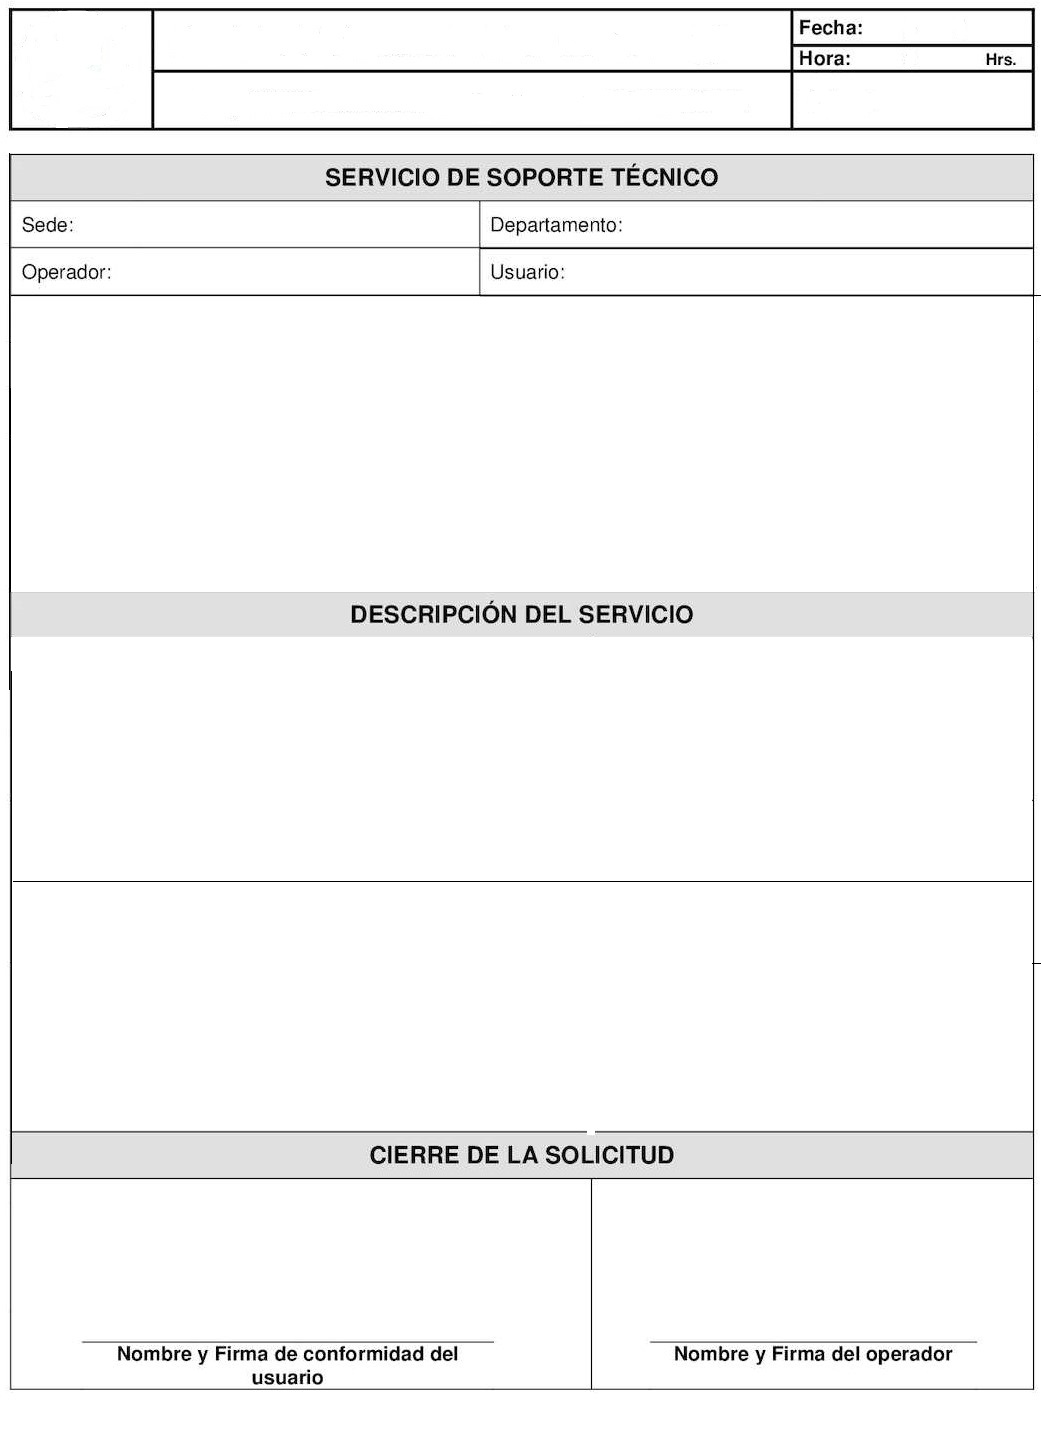 Fecha:
Hora: Hrs.
SERVICIO DE SOPORTE TÉCNICO
Sede: Departamento:
Operador: Usuario:
DESCRIPCIÓN DEL SERVICIO
CIERRE DE LA SOLICITUD
Nombre y Firma de conformidad del
usuario
Nombre y Firma del operador